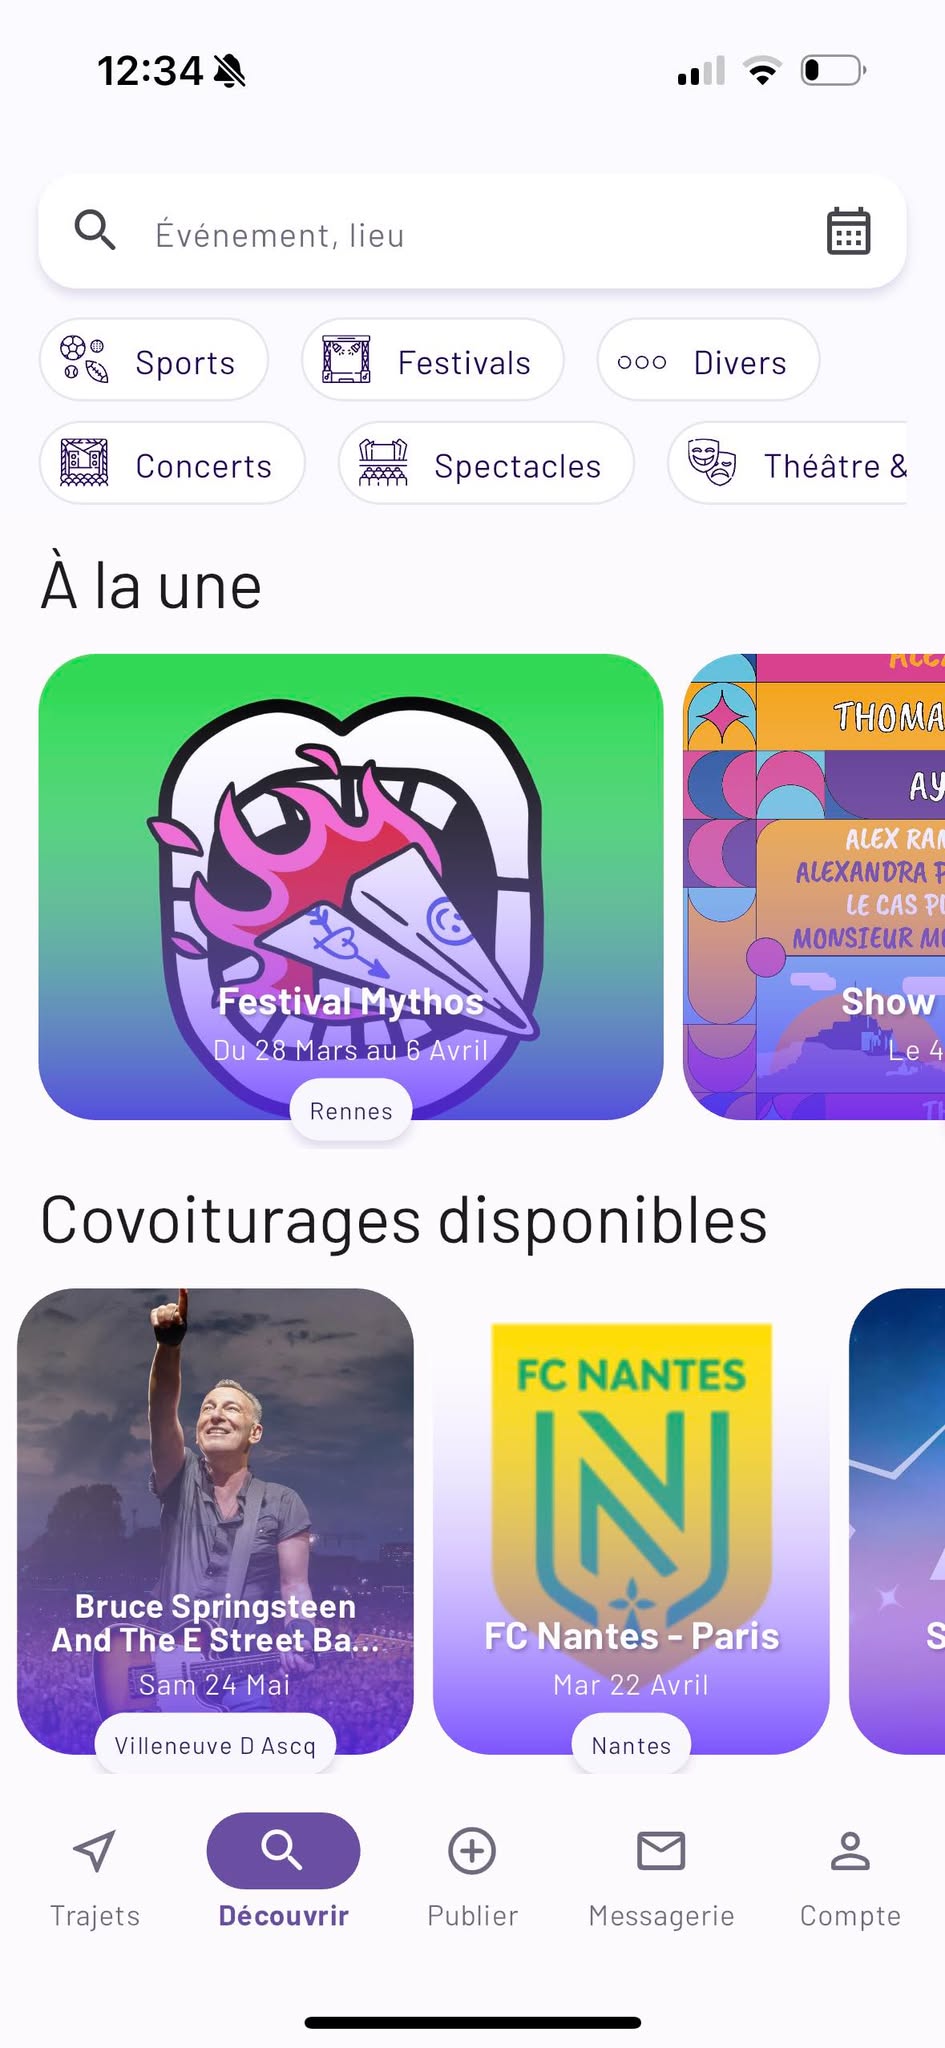 12:34
Événement, lieu
Sports
Festivals
Divers
Concerts
Spectacles
Théâtre &
À la une
Festival Mythos
Du 28 Mars au 6 Avril
Rennes
THOMA
AY
ALEX RA
ALEXANDRA
LE CAS
MONSIEUR
Show
Le 4
Covoiturages disponibles
Bruce Springsteen
And The E Street Ba...
Sam 24 Mai
Villeneuve D Ascq
FC NANTES
FC Nantes - Paris
Mar 22 Avril
Nantes
S
Trajets
Découvrir
Publier
Messagerie
Compte